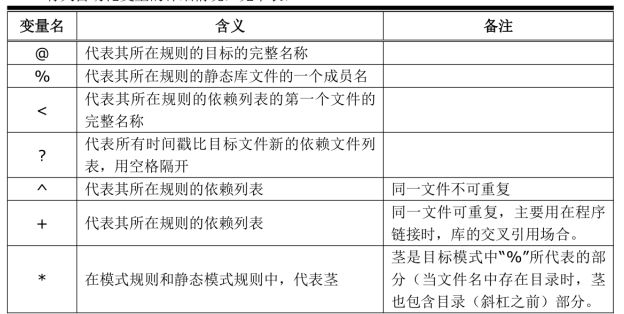 变量名 含义 备注
@ 代表其所在规则的目标的完整名称
% 代表其所在规则的静态库文件的一个成员名
< 代表其所在规则的依赖列表的第一个文件的
完整名称
? 代表所有时间戳比目标文件新的依赖文件列
表，用空格隔开
^ 代表其所在规则的依赖列表 同一文件不可重复
+ 代表其所在规则的依赖列表 同一文件可重复，主要用在程序
链接时，库的交叉引用场合。
* 在模式规则和静态模式规则中，代表茎 茎是目标模式中“%”所代表的部
分（当文件名中存在目录时，茎
也包含目录（斜杠之前）部分。